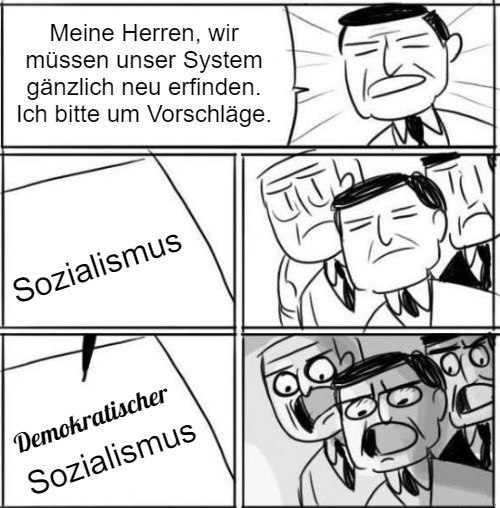 Meine Herren, wir
müssen unser System
gänzlich neu erfinden.
Ich bitte um Vorschläge.
Sozialismus
Demokratischer
Sozialismus